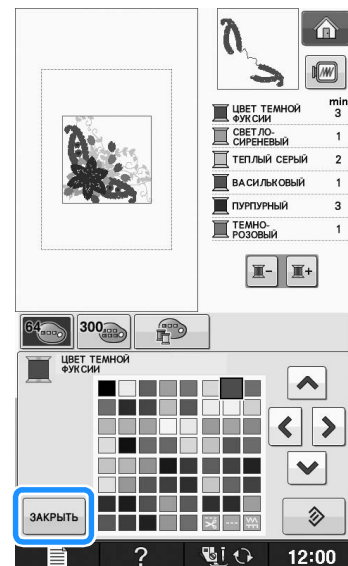 min
ЦВЕТ ТЕМНОЙ
ФУКСИИ 3
СВЕТЛО-
СИРЕНЕВЫЙ 1
ТЕПЛЫЙ СЕРЫЙ 2
ВАСИЛЬКОВЫЙ 1
ПУРПУРНЫЙ 3
ТЕМНО-
РОЗОВЫЙ 1
- +
64 300
ЦВЕТ ТЕМНОЙ
ФУКСИИ
ЗАКРЫТЬ
? 12:00